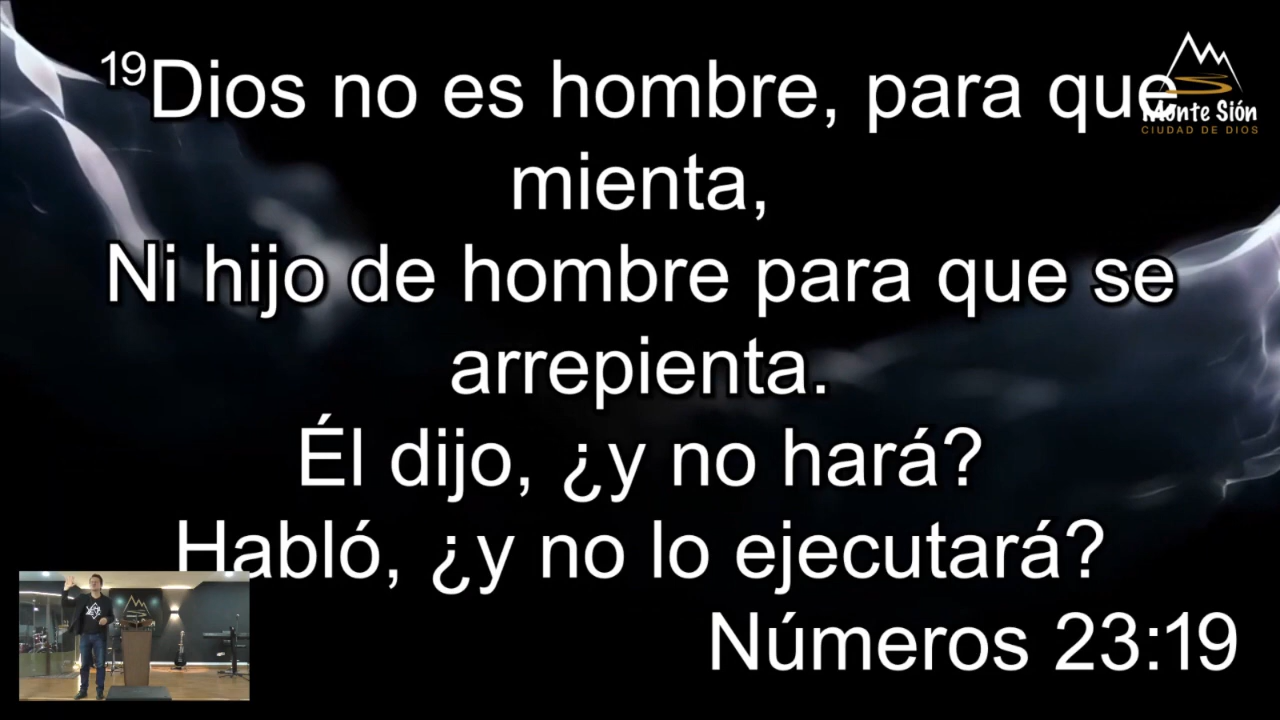 19Dios no es hombre, para que
mienta,
Ni hijo de hombre para que se
arrepienta.
Él dijo, ¿y no hará?
Habló, ¿y no lo ejecutará?
Números 23:19
Monte Sión
CIUDAD DE DIOS